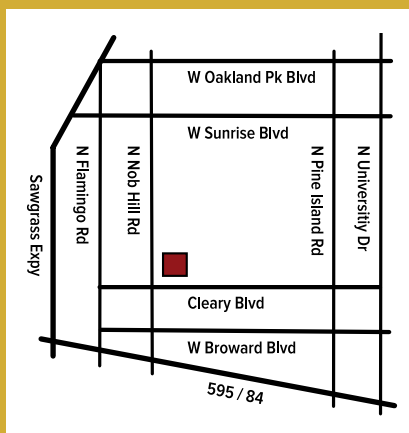 W Oakland Pk Blvd
W Sunrise Blvd
Sawgrass Expy
N Flamingo Rd
N Nob Hill Rd
N Pine Island Rd
N Universitiy Dr
Cleary Blvd
W Broward Blvd
595 / 84